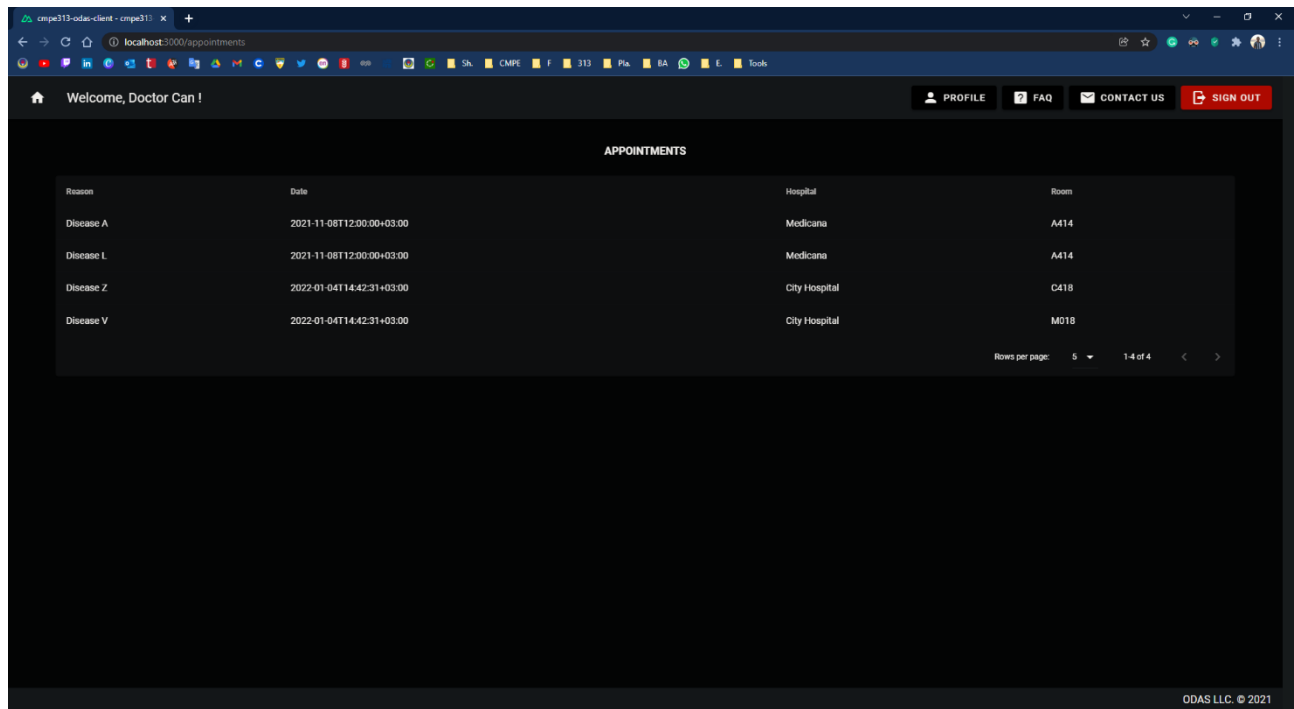 cmpe313-odas-client - cmpe313
localhost:3000/appointments
Sh. CMPE F 313 Pla. BA E. Tools
Welcome, Doctor Can ! PROFILE FAQ CONTACT US SIGN OUT
APPOINTMENTS
Reason Date Hospital Room
Disease A 2021-11-08T12:00:00+03:00 Medicana A414
Disease L 2021-11-08T12:00:00+03:00 Medicana A414
Disease Z 2022-01-04T14:42:31+03:00 City Hospital C418
Disease V 2022-01-04T14:42:31+03:00 City Hospital M018
Rows per page: 5 1-4 of 4
ODAS LLC. © 2021